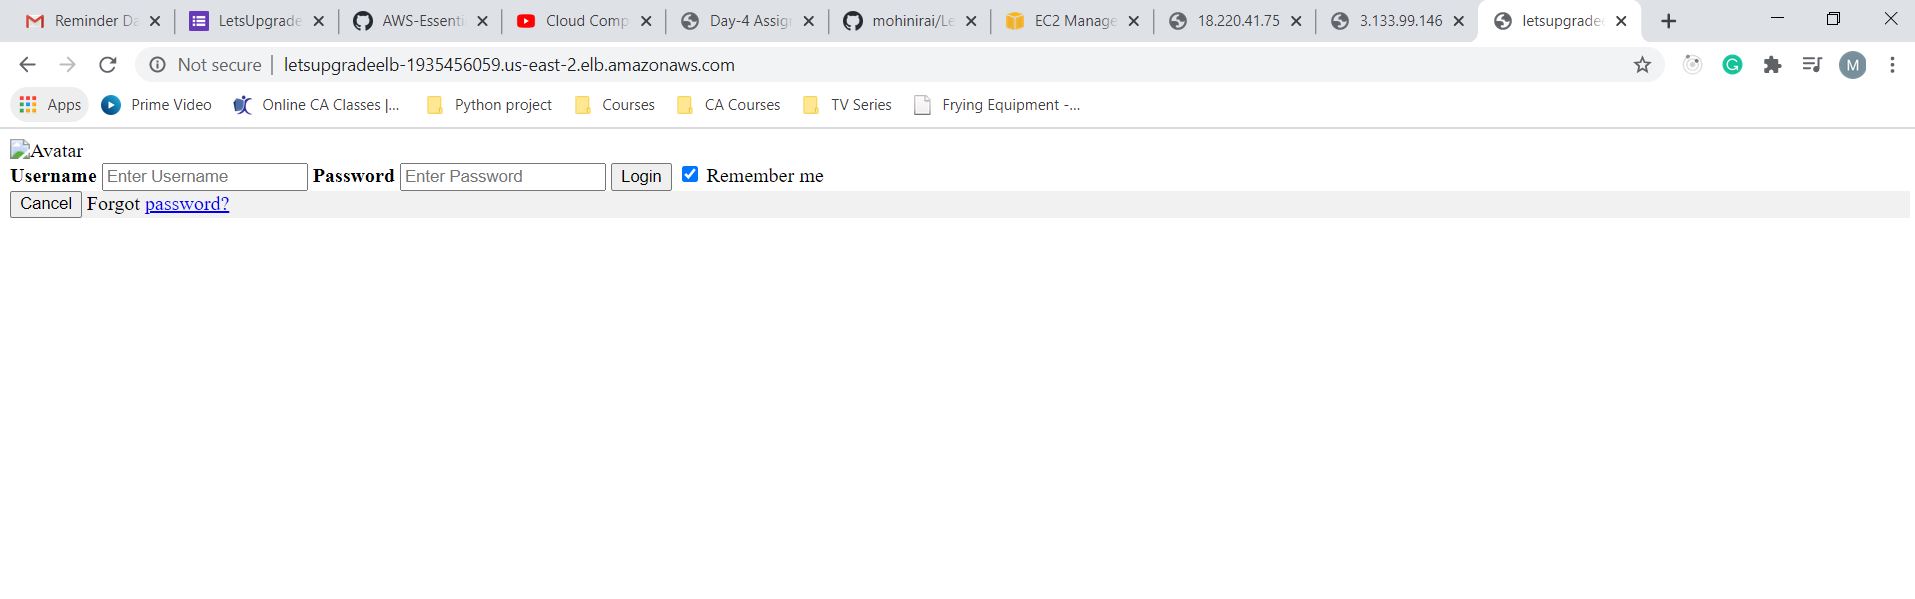 Reminder Da LetsUpgrade AWS-Essenti Cloud Comp Day-4 Assig mohinirai/Le EC2 Manage 18.220.41.75 3.133.99.146 letsupgrade
Not secure letsupgradeelb-1935456059.us-east-2.elb.amazonaws.com M
Apps Prime Video Online CA Classes |... Python project Courses CA Courses TV Series Frying Equipment -...
Avatar
Username Enter Username Password Enter Password Login Remember me
Cancel Forgot password?